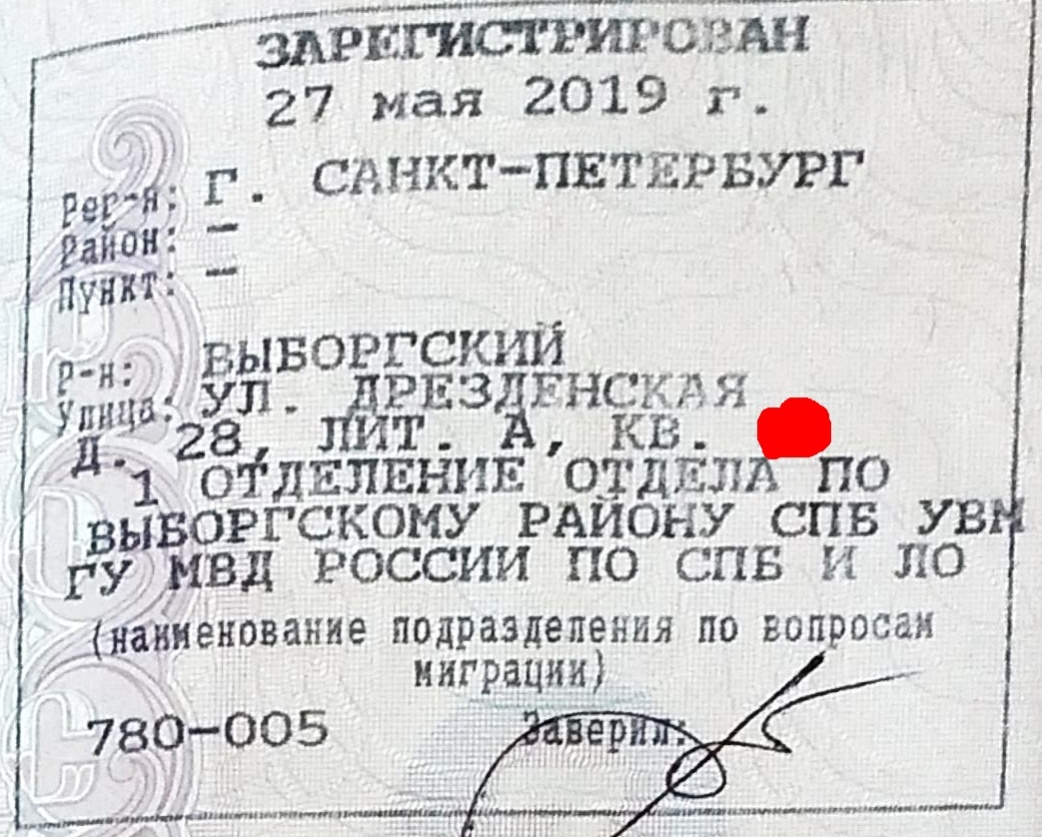 ЗАРЕГИСТРИРОВАН
27 мая 2019 г.
Рег-я: Г. САНКТ-ПЕТЕРБУРГ
Район: -
Пункт: -
Р-н: ВЫБОРГСКИЙ
Улица: УЛ. ДРЕЗДЕНСКАЯ
Д. 28, ЛИТ. А, КВ.
1 ОТДЕЛЕНИЕ ОТДЕЛА ПО
ВЫБОРГСКОМУ РАЙОНУ СПБ УВМ
ГУ МВД РОССИИ ПО СПБ И ЛО
(наименование подразделения по вопросам
миграции)
780-005 Заверил: